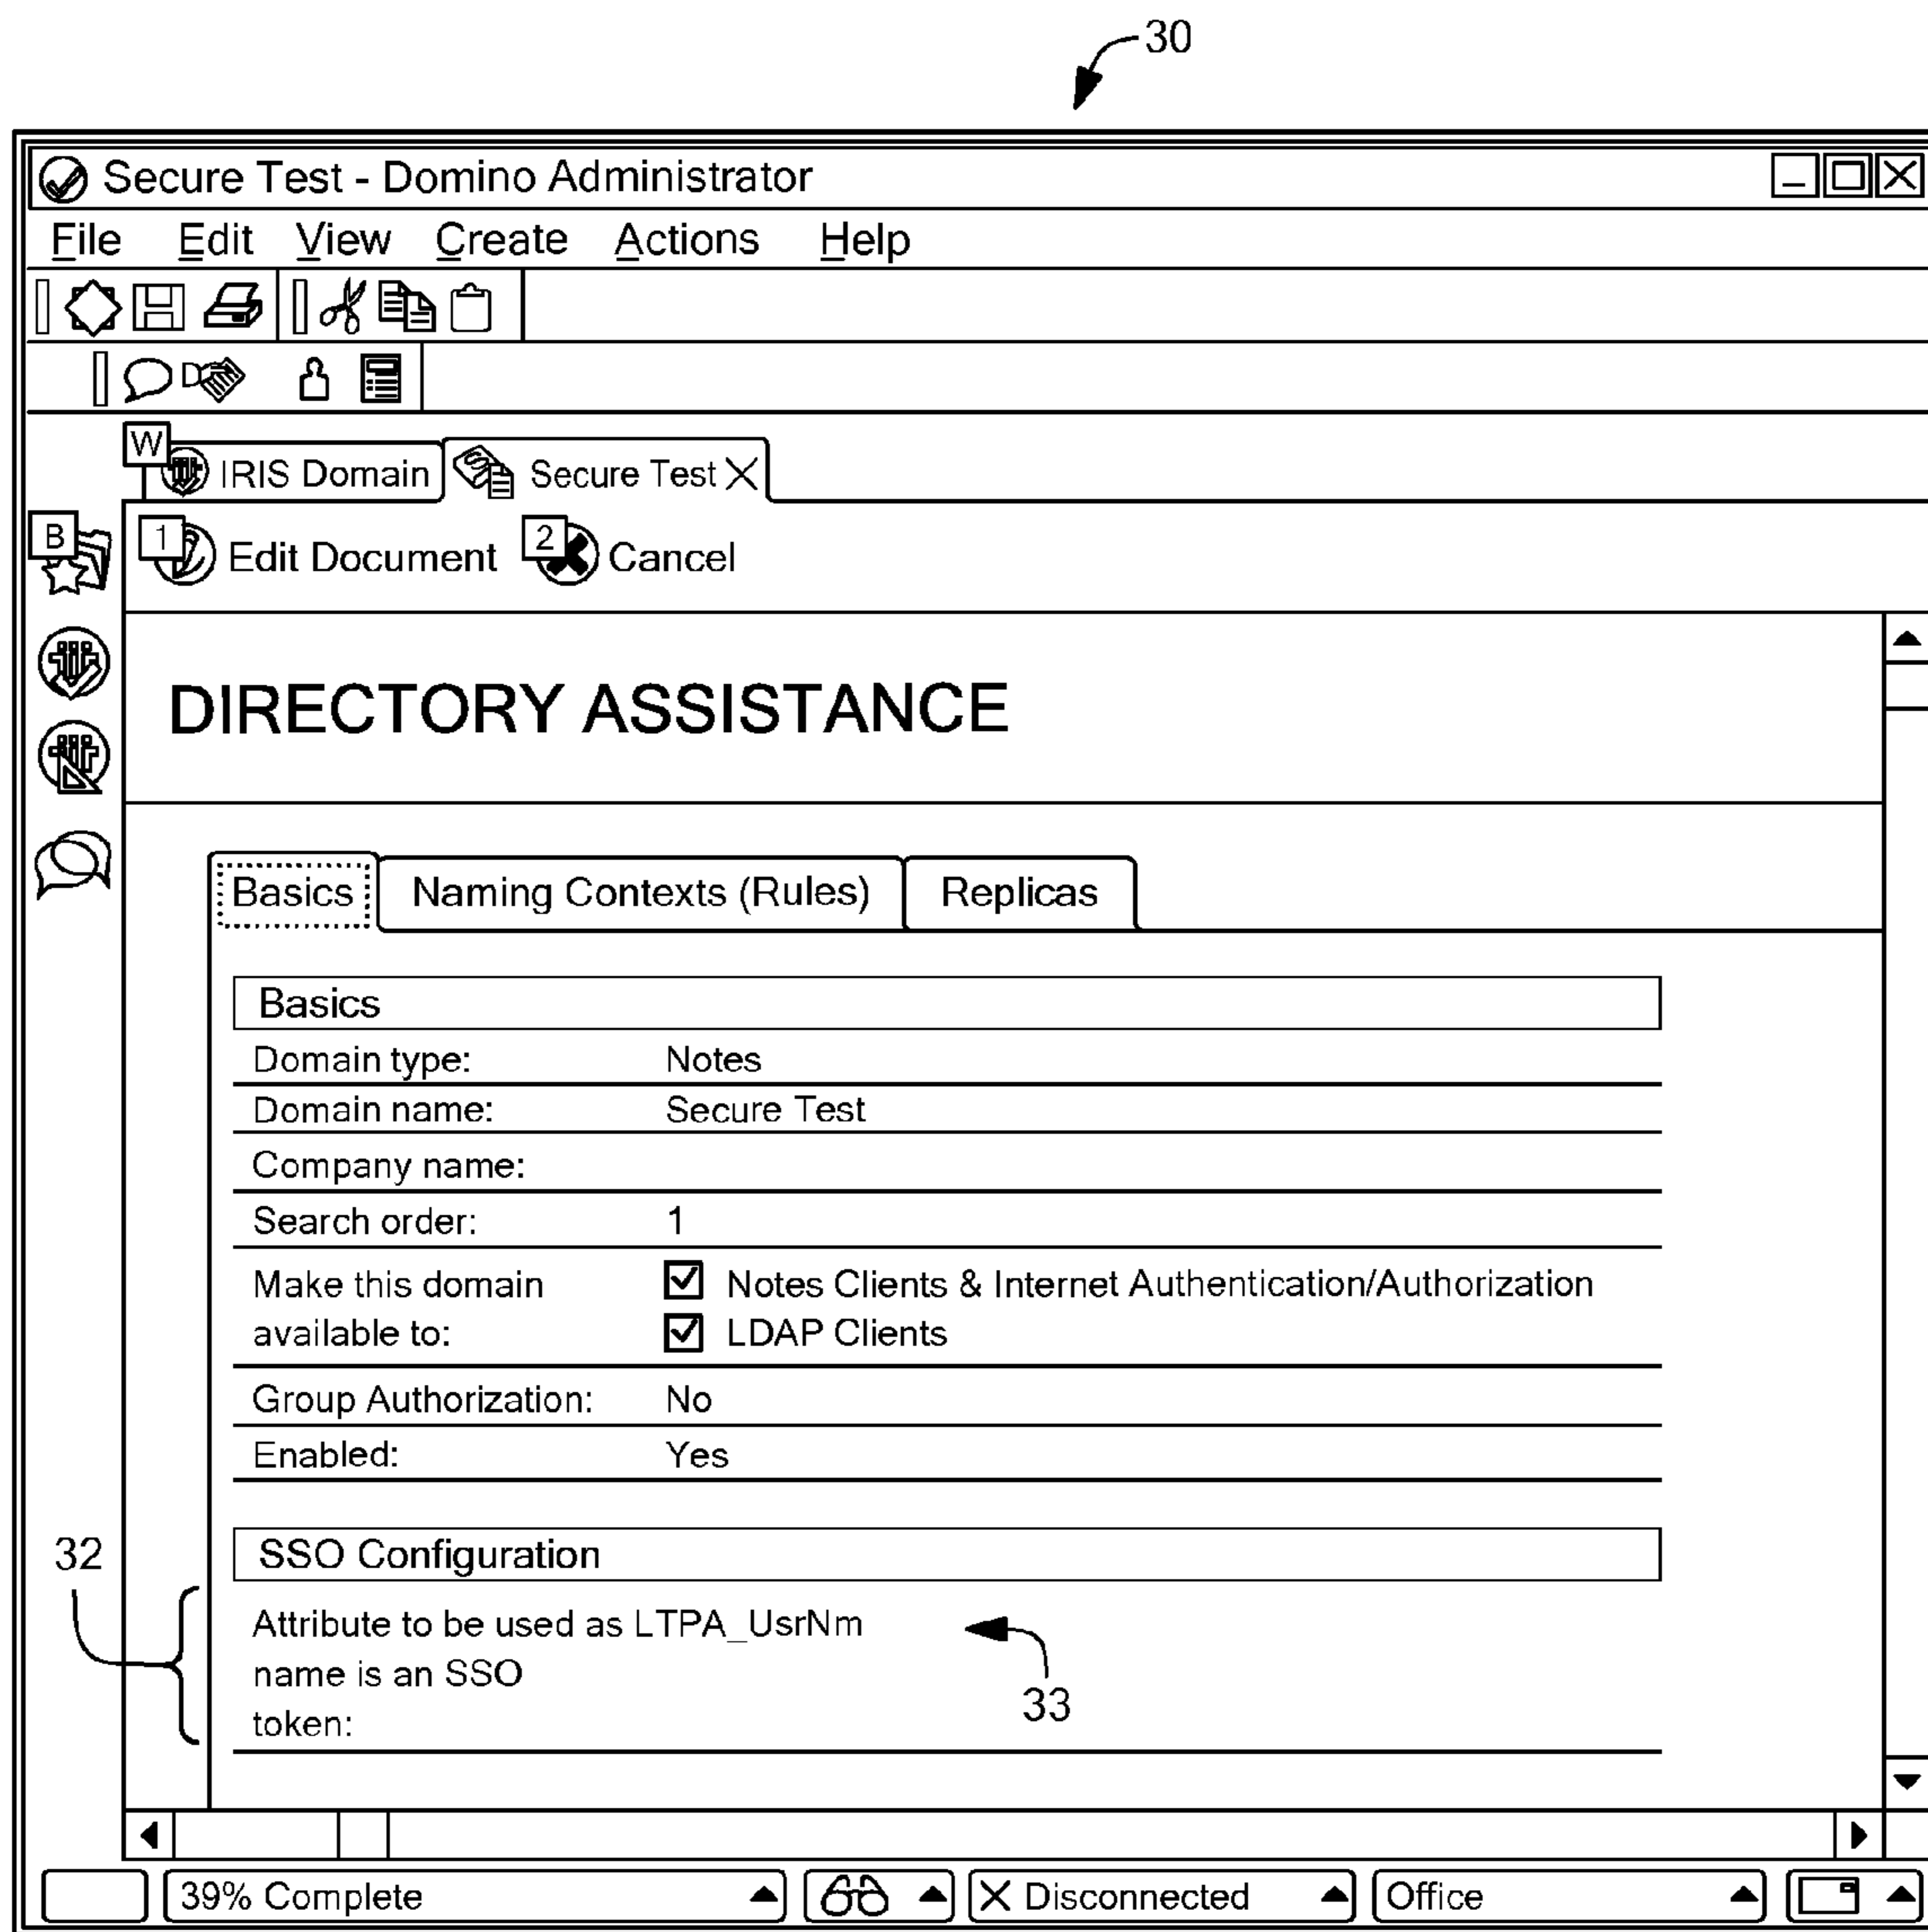 30
Secure Test - Domino Administrator
File Edit View Create Actions Help
W
IRIS Domain Secure Test
B
1 Edit Document 2 Cancel
DIRECTORY ASSISTANCE
Basics Naming Contexts (Rules) Replicas
Basics
Domain type: Notes
Domain name: Secure Test
Company name:
Search order: 1
Make this domain Notes Clients & Internet Authentication/Authorization
available to: LDAP Clients
Group Authorization: No
Enabled: Yes
32
SSO Configuration
Attribute to be used as LTPA_UsrNm
name is an SSO
token:
33
39% Complete Disconnected Office